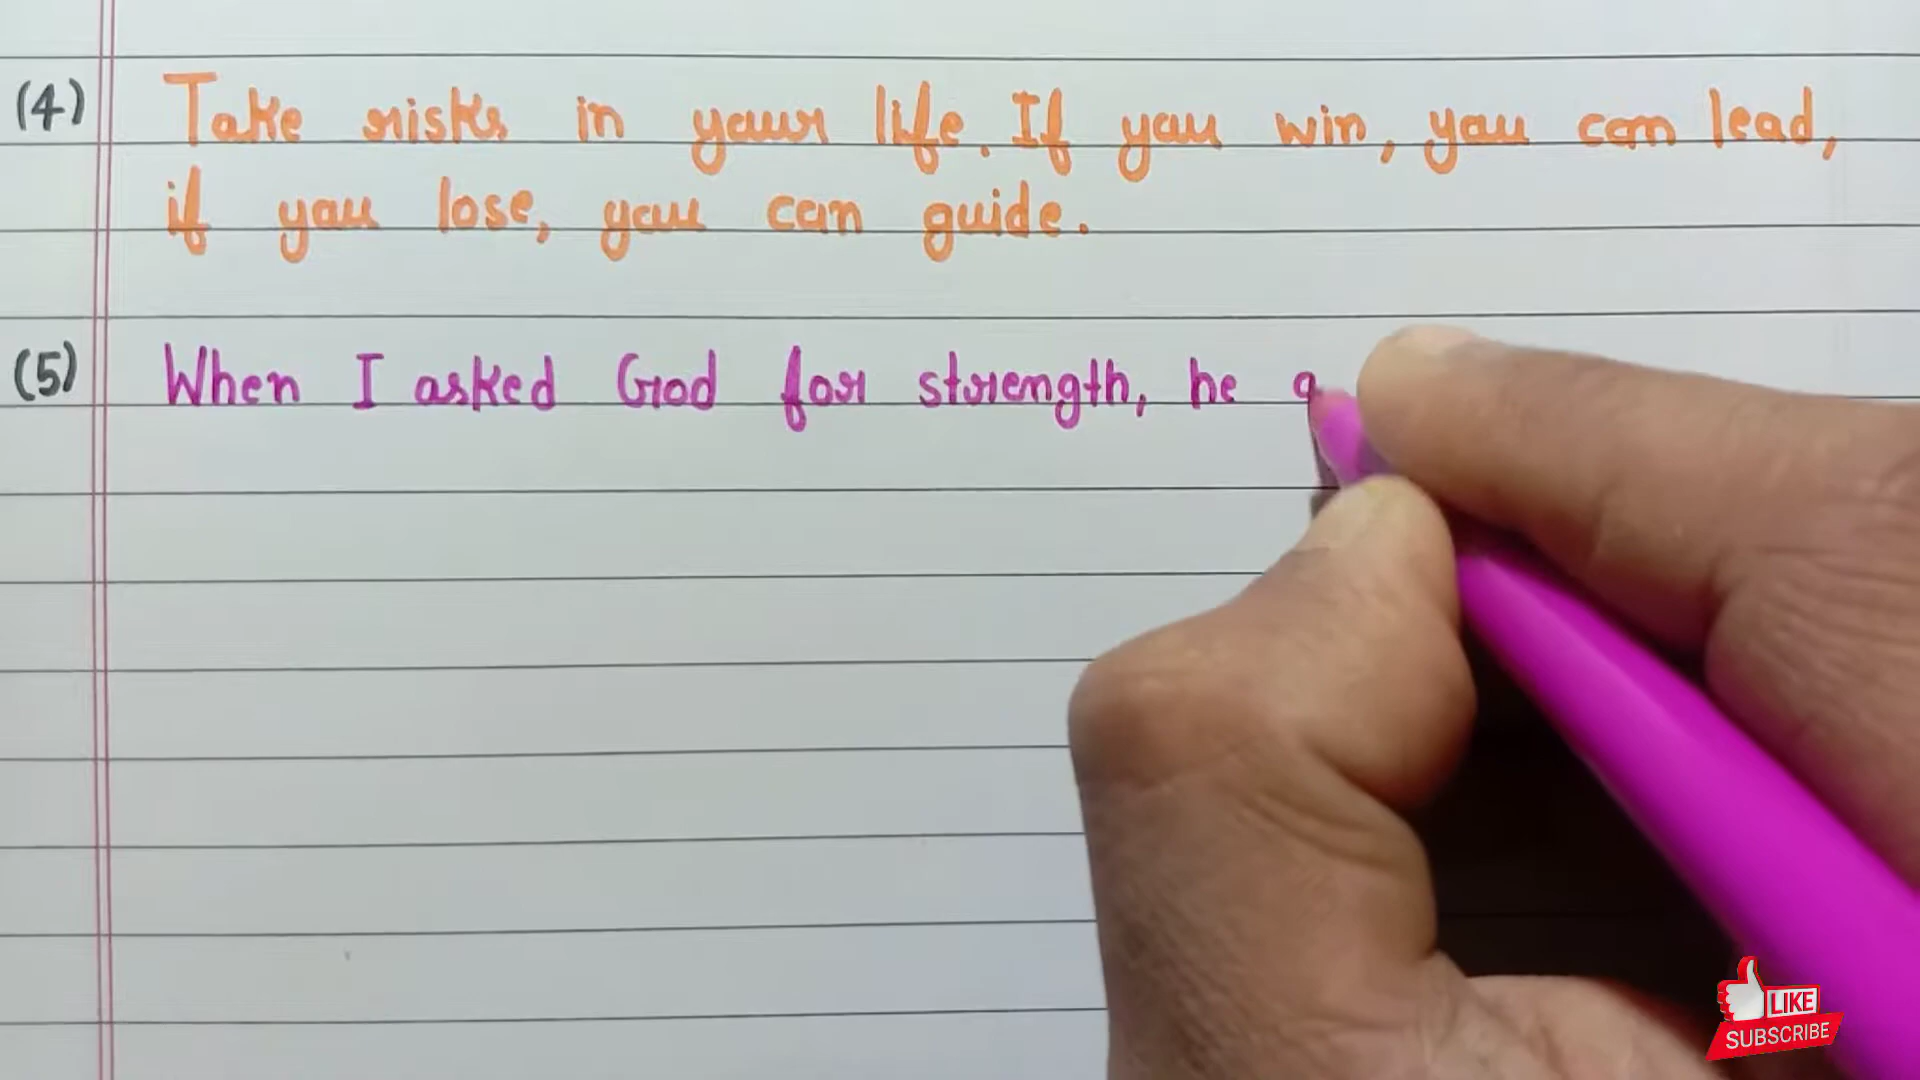 (4) Take risks in your life. If you win, you can lead,
if you lose, you can guide.
(5) When I asked God for strength, he
LIKE
SUBSCRIBE